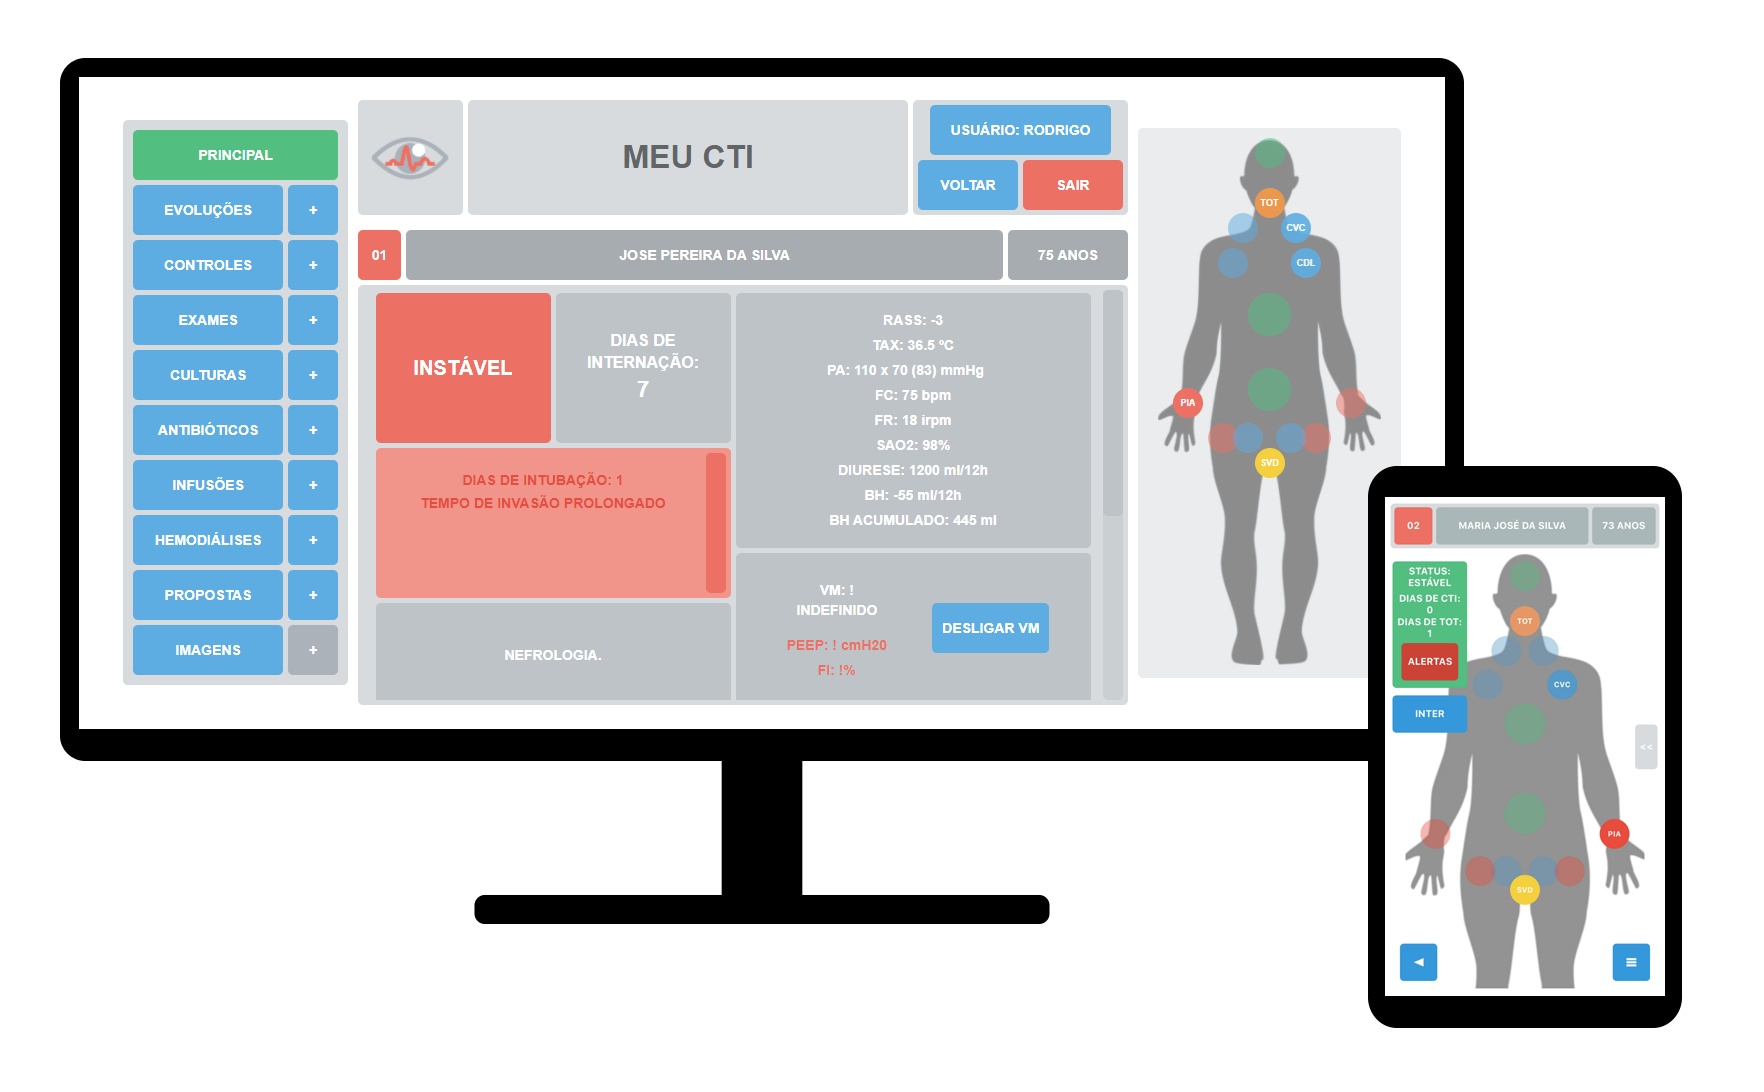 PRINCIPAL
EVOLUÇÕES +
CONTROLES +
EXAMES +
CULTURAS +
ANTIBIÓTICOS +
INFUSÕES +
HEMODIÁLISES +
PROPOSTAS +
IMAGENS +
MEU CTI
USUÁRIO: RODRIGO
VOLTAR SAIR
01 JOSE PEREIRA DA SILVA 75 ANOS
INSTÁVEL
DIAS DE
INTERNAÇÃO:
7
DIAS DE INTUBAÇÃO: 1
TEMPO DE INVASÃO PROLONGADO
NEFROLOGIA.
RASS: -3
TAX: 36.5 ºC
PA: 110 x 70 (83) mmHg
FC: 75 bpm
FR: 18 irpm
SAO2: 98%
DIURESE: 1200 ml/12h
BH: -55 ml/12h
BH ACUMULADO: 445 ml
VM: !
INDEFINIDO
PEEP: ! cmH20
FI: !%
DESLIGAR VM
TOT
CVC
CDL
PIA
SVD
02 MARIA JOSÉ DA SILVA 73 ANOS
STATUS:
ESTÁVEL
DIAS DE CTI:
0
DIAS DE TOT:
1
ALERTAS
INTER
TOT
CVC
<<
PIA
SVD